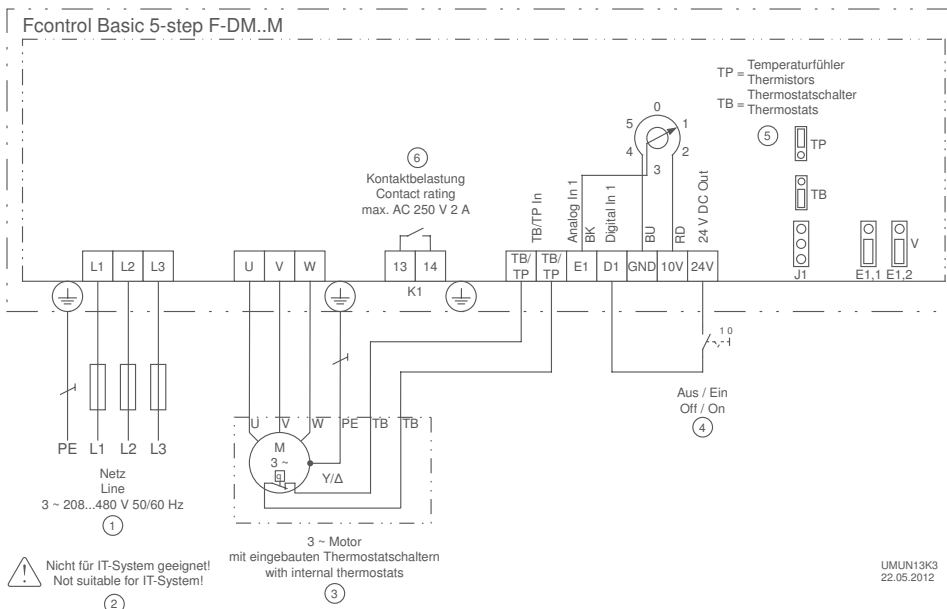 Fcontrol Basic 5-step F-DM..M
TP = Temperaturfühler
Thermistors
TB = Thermostatschalter
Thermostats
5
TP
TB
J1
E1,1 E1,2
V
0
1
2
3
4
5
6
Kontaktbelastung
Contact rating
max. AC 250 V 2 A
TB/TP In
Analog In 1
BK
Digital In 1
BU
RD
24 V DC Out
L1 L2 L3
U V W
13 14
K1
TB/TP TB/TP E1 D1 GND 10V 24V
1 0
Aus / Ein
Off / On
4
PE L1 L2 L3
Netz
Line
3 ~ 208...480 V 50/60 Hz
1
U V W PE TB TB
M
3 ~
Y/Δ
3 ~ Motor
mit eingebauten Thermostatschaltern
with internal thermostats
3
Nicht für IT-System geeignet!
Not suitable for IT-System!
2
UMUN13K3
22.05.2012